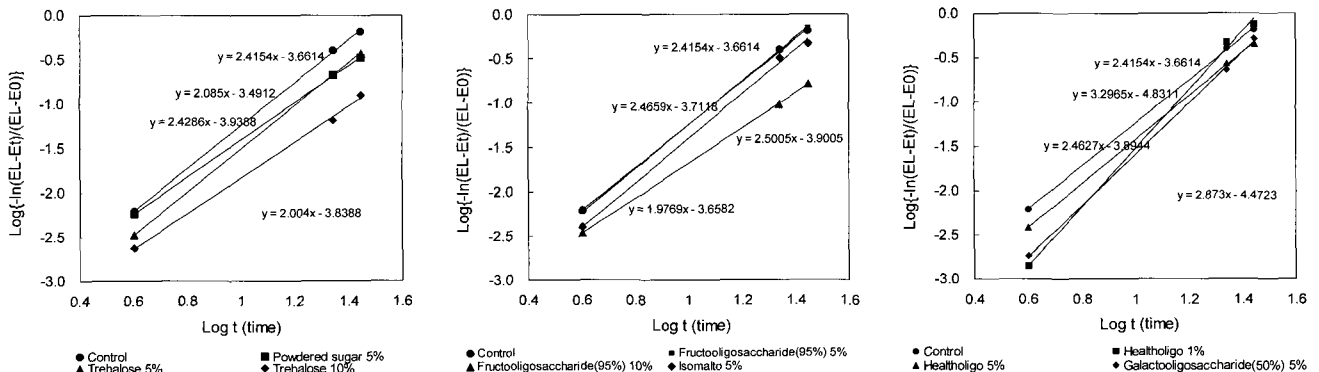 Log{-ln(EL-Et)/(EL-E0)}
0.0
-0.5
-1.0
-1.5
-2.0
-2.5
-3.0
y = 2.4154x - 3.6614
y = 2.085x - 3.4912
y = 2.4286x - 3.9388
y = 2.004x - 3.8388
0.4 0.6 0.8 1 1.2 1.4 1.6
Log t (time)
● Control ■ Powdered sugar 5%
▲ Trehalose 5% ◆ Trehalose 10%
Log{-ln(EL-Et)/(EL-E0)}
0.0
-0.5
-1.0
-1.5
-2.0
-2.5
-3.0
y = 2.4154x - 3.6614
y = 2.4659x - 3.7118
y = 2.5005x - 3.9005
y = 1.9769x - 3.6582
0.4 0.6 0.8 1 1.2 1.4 1.6
Log t (time)
● Control ■ Fructooligosaccharide(95%) 5%
▲ Fructooligosaccharide(95%) 10% ◆ Isomalto 5%
Log{-ln(EL-Et)/(EL-E0)}
0.0
-0.5
-1.0
-1.5
-2.0
-2.5
-3.0
y = 2.4154x - 3.6614
y = 3.2965x - 4.8311
y = 2.4627x - 3.8944
y = 2.873x - 4.4723
0.4 0.6 0.8 1 1.2 1.4 1.6
Log t (time)
● Control ■ Healtholigo 1%
▲ Healtholigo 5% ◆ Galactooligosaccharide(50%) 5%